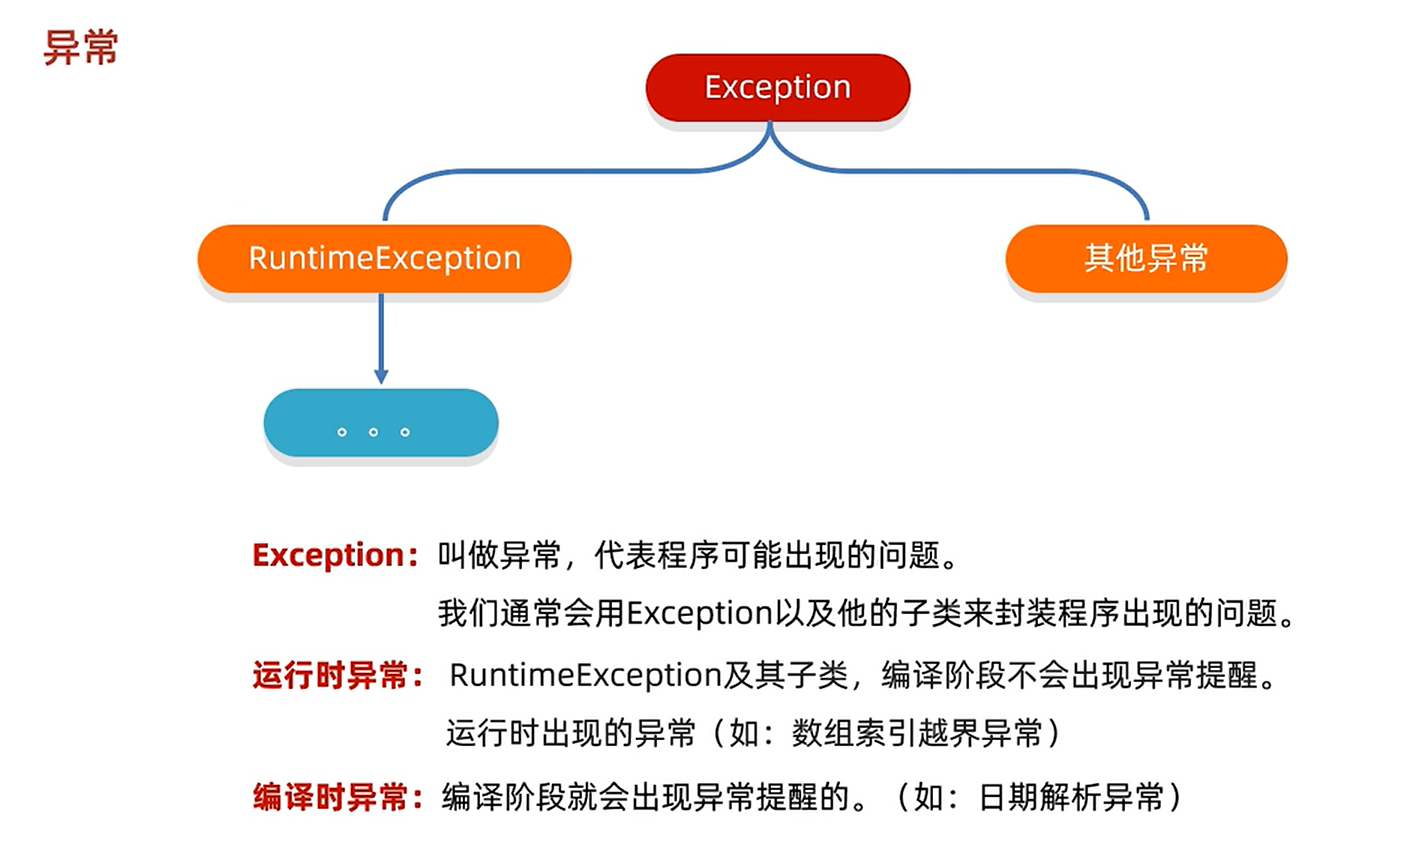 异常
Exception
RuntimeException
其他异常
。。。
Exception：叫做异常，代表程序可能出现的问题。
我们通常会用Exception以及他的子类来封装程序出现的问题。
运行时异常： RuntimeException及其子类，编译阶段不会出现异常提醒。
运行时出现的异常（如：数组索引越界异常）
编译时异常：编译阶段就会出现异常提醒的。（如：日期解析异常）